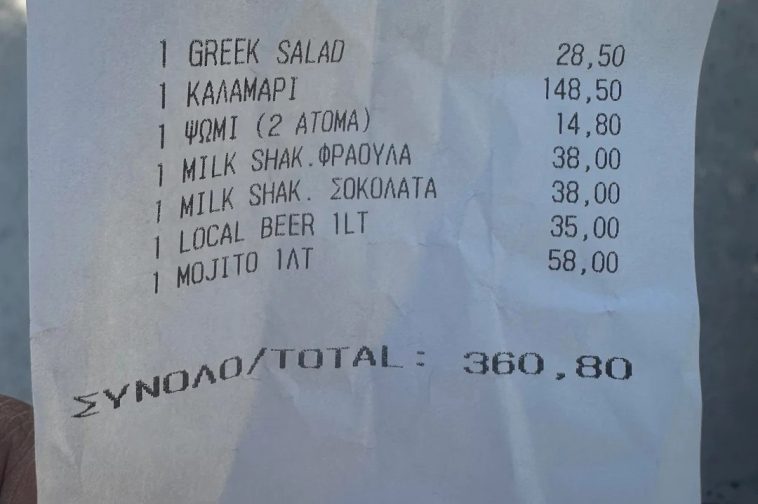 1 GREEK SALAD 28,50
1 ΚΑΛΑΜΑΡΙ 148,50
1 ΨΩΜΙ (2 ΑΤΟΜΑ) 14,80
1 MILK SHAK.ΦΡΑΟΥΛΑ 38,00
1 MILK SHAK. ΣΟΚΟΛΑΤΑ 38,00
1 LOCAL BEER 1LT 35,00
1 MOJITO 1ΛΤ 58,00
ΣΥΝΟΛΟ/TOTAL: 360,80